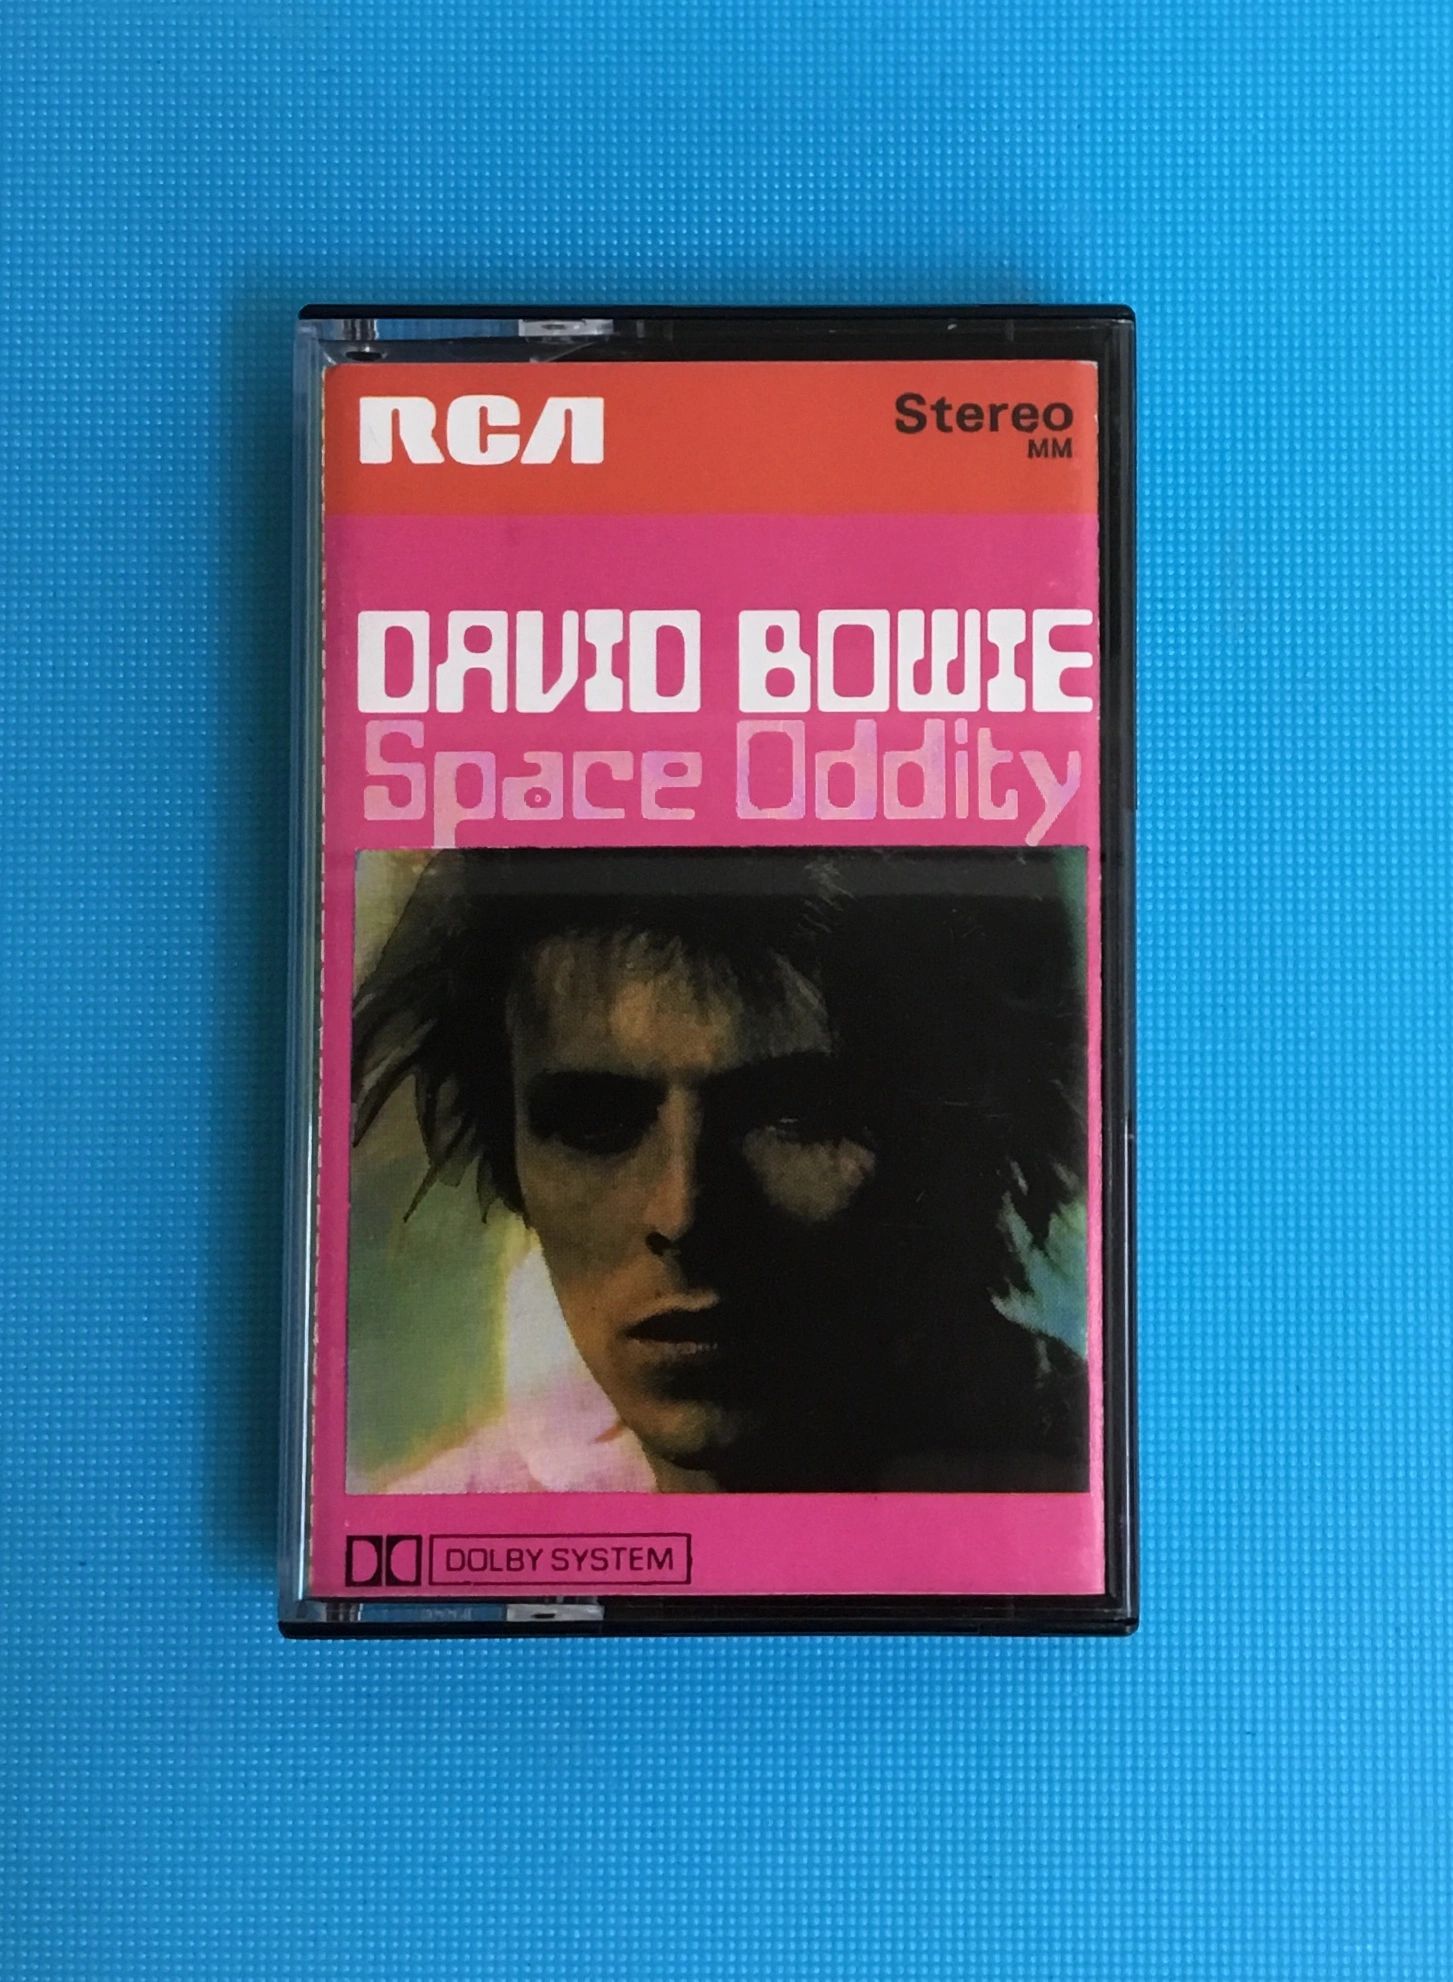 RCA
Stereo
MM
DAVID BOWIE
Space Oddity
DOLBY SYSTEM